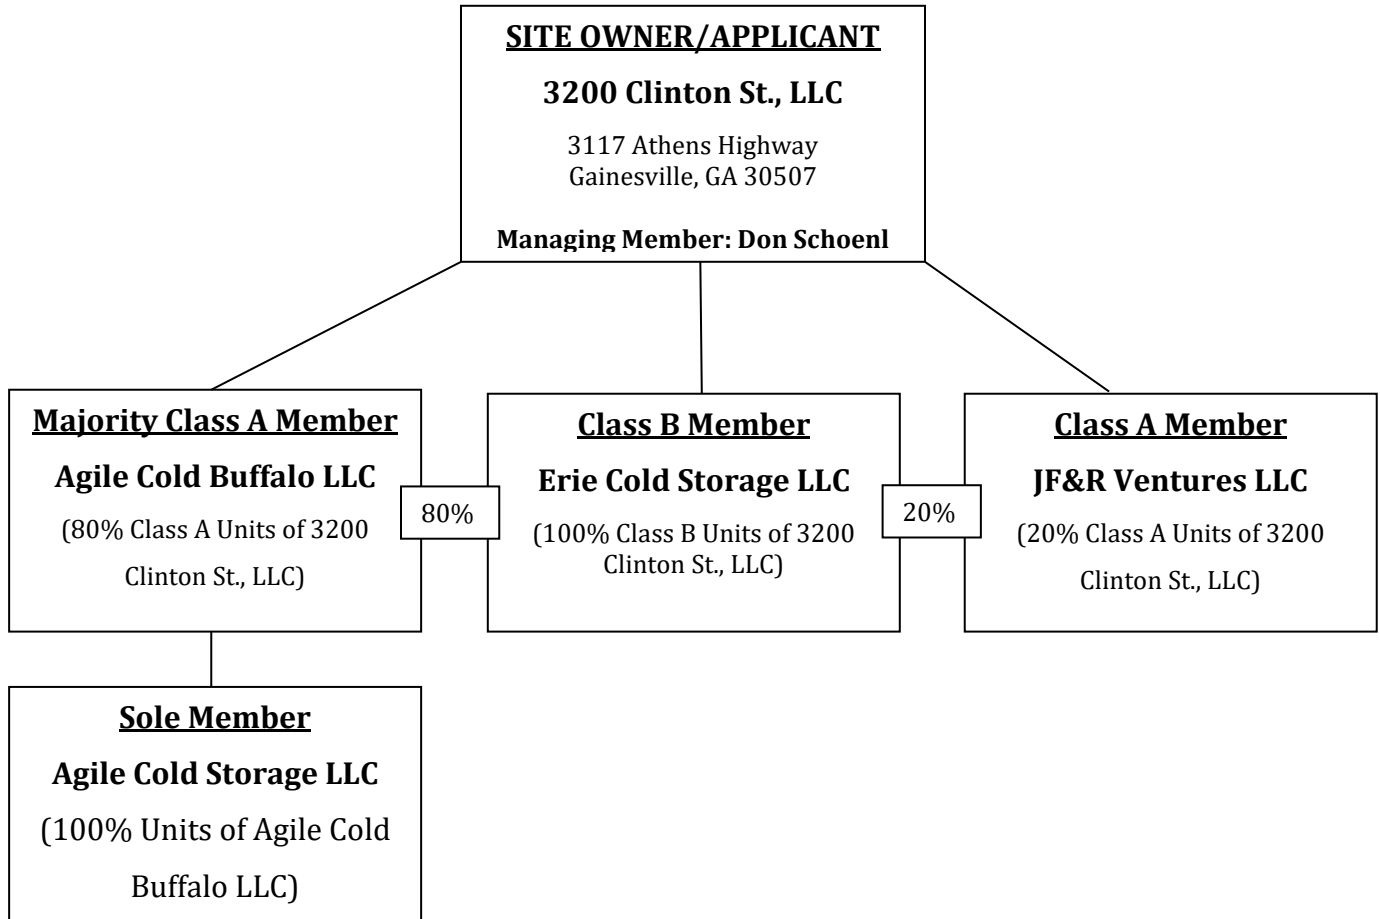 SITE OWNER/APPLICANT
3200 Clinton St., LLC
3117 Athens Highway
Gainesville, GA 30507
Managing Member: Don Schoenl
Majority Class A Member
Agile Cold Buffalo LLC
(80% Class A Units of 3200
Clinton St., LLC)
80%
Class B Member
Erie Cold Storage LLC
(100% Class B Units of 3200
Clinton St., LLC)
20%
Class A Member
JF&R Ventures LLC
(20% Class A Units of 3200
Clinton St., LLC)
Sole Member
Agile Cold Storage LLC
(100% Units of Agile Cold
Buffalo LLC)